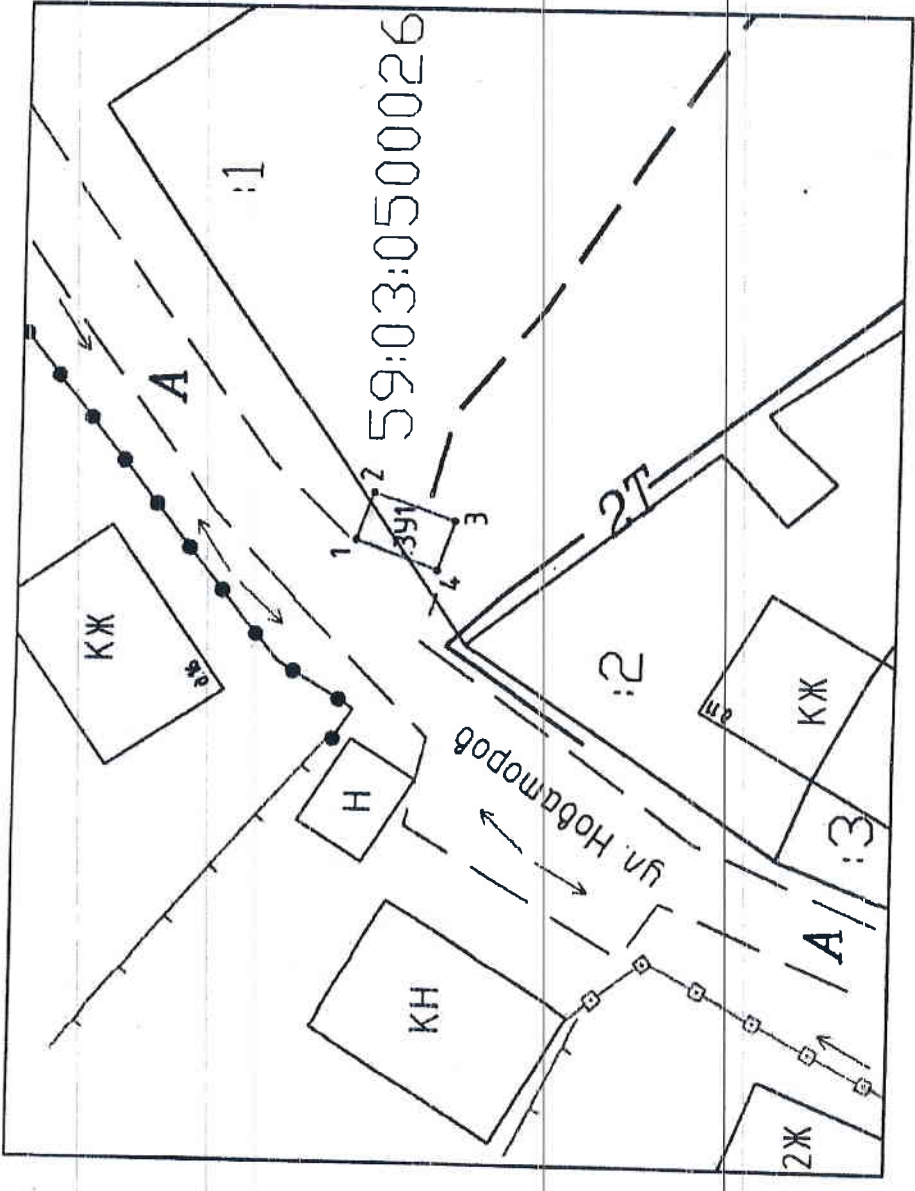 :1
59:03:0500026
A
КЖ
1
2
:ЗУ1
4
3
2Т
:2
КЖ
:3
Н
ул. Новаторов
КН
A
2Ж